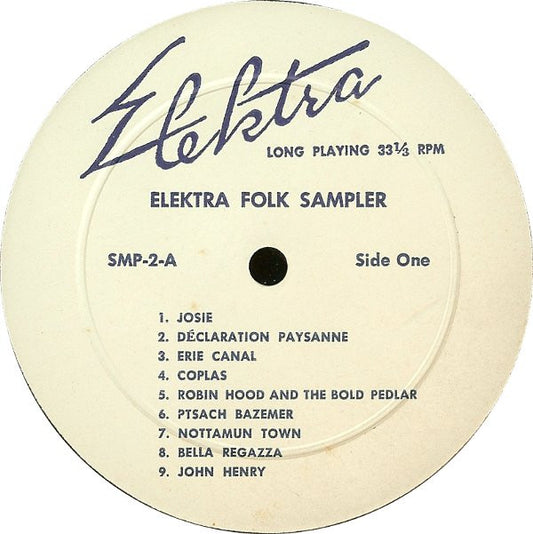 Elektra
LONG PLAYING 33⅓ RPM
ELEKTRA FOLK SAMPLER
SMP-2-A Side One
1. JOSIE
2. DÉCLARATION PAYSANNE
3. ERIE CANAL
4. COPLAS
5. ROBIN HOOD AND THE BOLD PEDLAR
6. PTSACH BAZEMER
7. NOTTAMUN TOWN
8. BELLA REGAZZA
9. JOHN HENRY